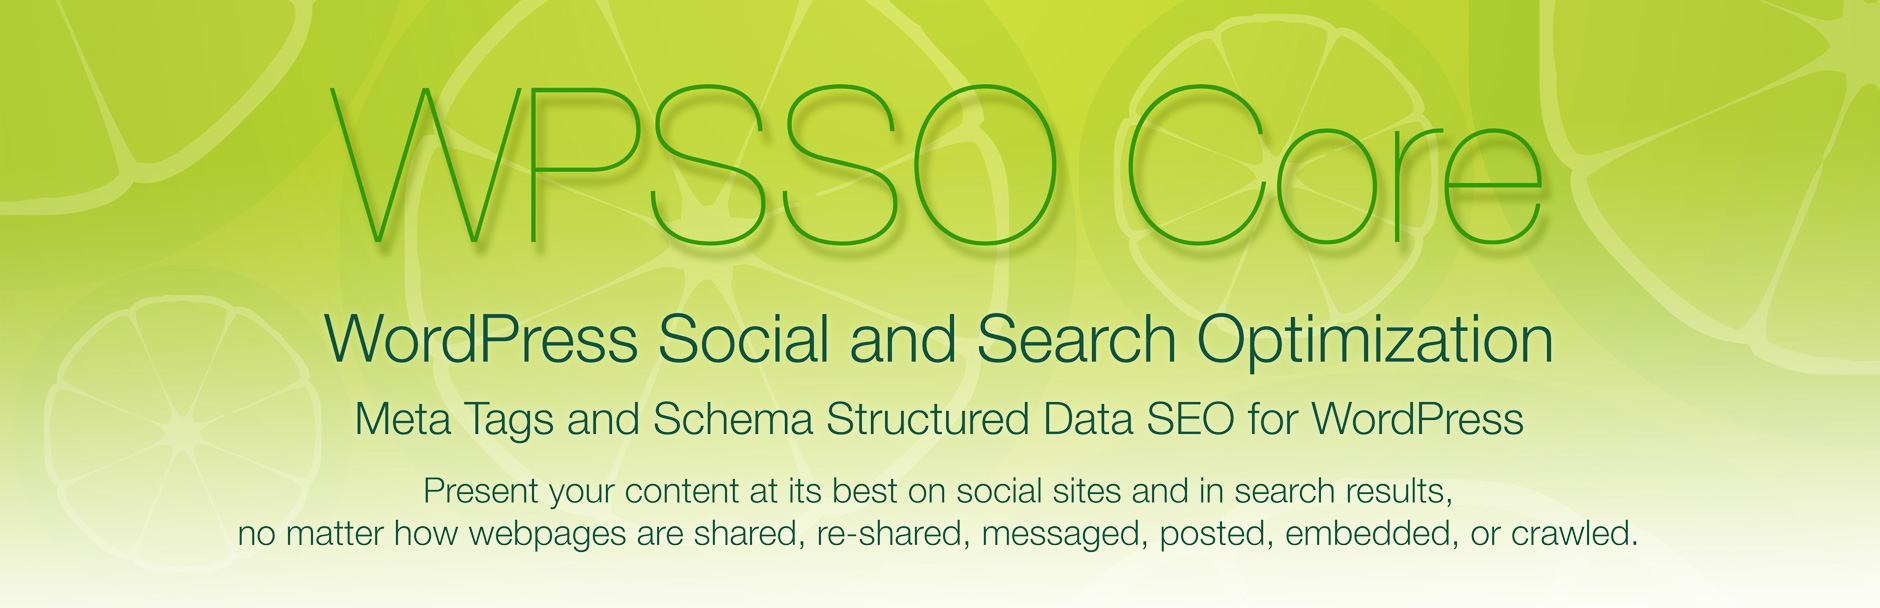 WPSSO Core
WordPress Social and Search Optimization
Meta Tags and Schema Structured Data SEO for WordPress
Present your content at its best on social sites and in search results,
no matter how webpages are shared, re-shared, messaged, posted, embedded, or crawled.